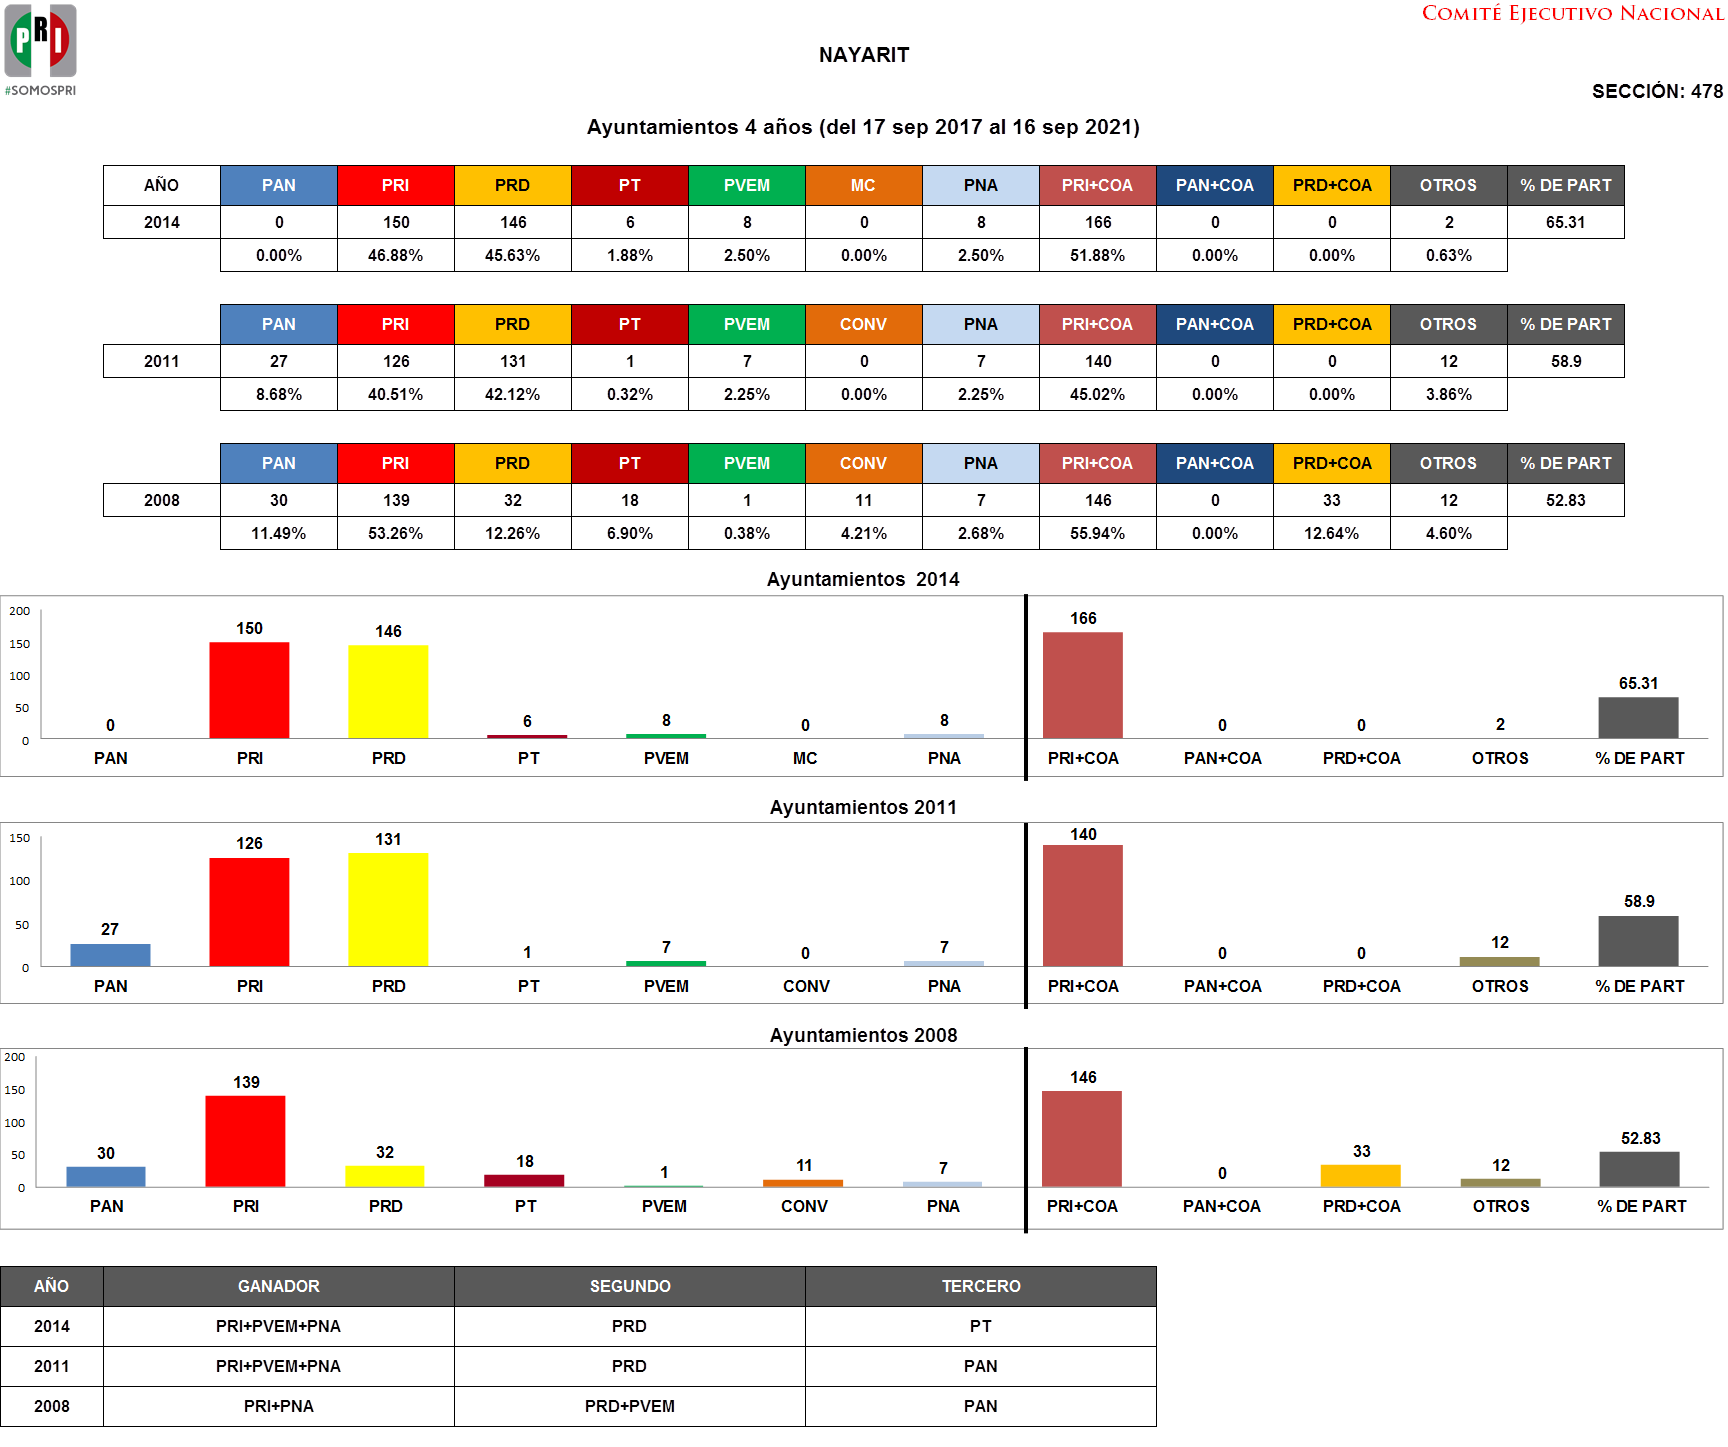 COMITÉ EJECUTIVO NACIONAL
PRI
#SOMOSPRI
NAYARIT
SECCIÓN: 478
Ayuntamientos 4 años (del 17 sep 2017 al 16 sep 2021)
AÑO PAN PRI PRD PT PVEM MC PNA PRI+COA PAN+COA PRD+COA OTROS % DE PART
2014 0 150 146 6 8 0 8 166 0 0 2 65.31
0.00% 46.88% 45.63% 1.88% 2.50% 0.00% 2.50% 51.88% 0.00% 0.00% 0.63%
PAN PRI PRD PT PVEM CONV PNA PRI+COA PAN+COA PRD+COA OTROS % DE PART
2011 27 126 131 1 7 0 7 140 0 0 12 58.9
8.68% 40.51% 42.12% 0.32% 2.25% 0.00% 2.25% 45.02% 0.00% 0.00% 3.86%
PAN PRI PRD PT PVEM CONV PNA PRI+COA PAN+COA PRD+COA OTROS % DE PART
2008 30 139 32 18 1 11 7 146 0 33 12 52.83
11.49% 53.26% 12.26% 6.90% 0.38% 4.21% 2.68% 55.94% 0.00% 12.64% 4.60%
Ayuntamientos 2014
200
150
100
50
0
0 150 146 6 8 0 8 166 0 0 2 65.31
PAN PRI PRD PT PVEM MC PNA PRI+COA PAN+COA PRD+COA OTROS % DE PART
Ayuntamientos 2011
150
100
50
0
27 126 131 1 7 0 7 140 0 0 12 58.9
PAN PRI PRD PT PVEM CONV PNA PRI+COA PAN+COA PRD+COA OTROS % DE PART
Ayuntamientos 2008
200
150
100
50
0
30 139 32 18 1 11 7 146 0 33 12 52.83
PAN PRI PRD PT PVEM CONV PNA PRI+COA PAN+COA PRD+COA OTROS % DE PART
AÑO GANADOR SEGUNDO TERCERO
2014 PRI+PVEM+PNA PRD PT
2011 PRI+PVEM+PNA PRD PAN
2008 PRI+PNA PRD+PVEM PAN